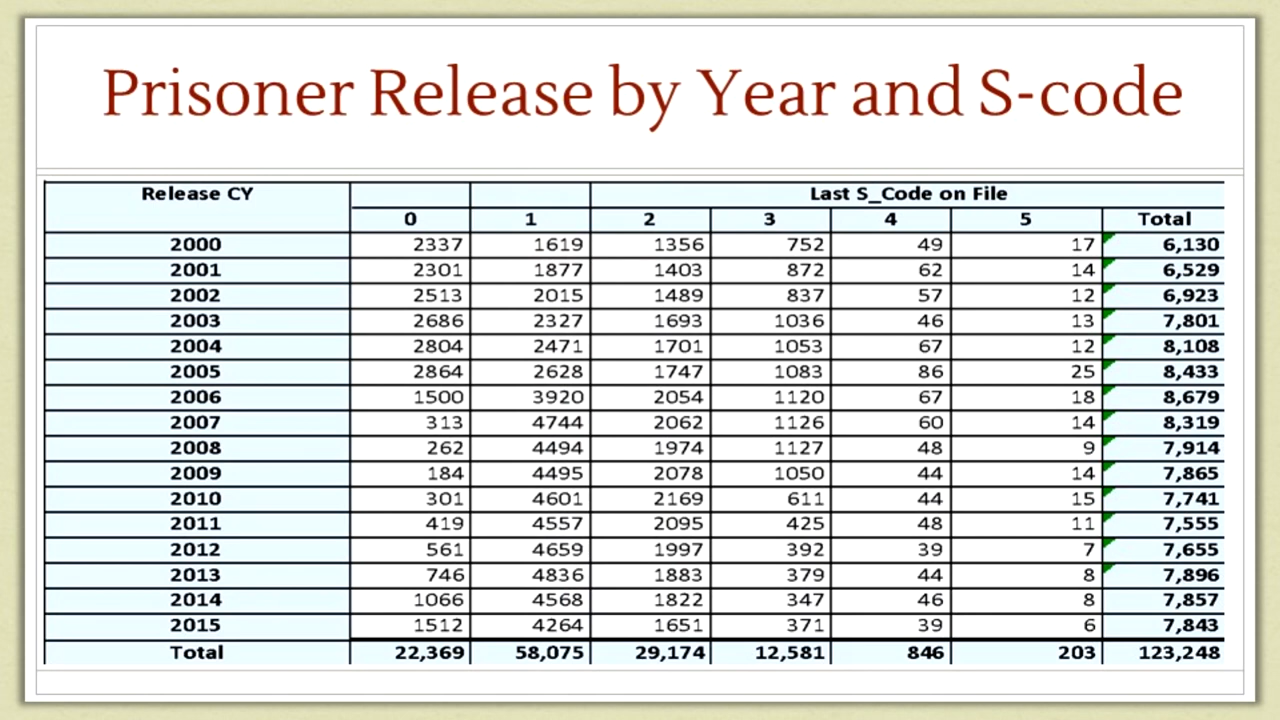 Prisoner Release by Year and S-code
Release CY Last S_Code on File
0 1 2 3 4 5 Total
2000 2337 1619 1356 752 49 17 6,130
2001 2301 1877 1403 872 62 14 6,529
2002 2513 2015 1489 837 57 12 6,923
2003 2686 2327 1693 1036 46 13 7,801
2004 2804 2471 1701 1053 67 12 8,108
2005 2864 2628 1747 1083 86 25 8,433
2006 1500 3920 2054 1120 67 18 8,679
2007 313 4744 2062 1126 60 14 8,319
2008 262 4494 1974 1127 48 9 7,914
2009 184 4495 2078 1050 44 14 7,865
2010 301 4601 2169 611 44 15 7,741
2011 419 4557 2095 425 48 11 7,555
2012 561 4659 1997 392 39 7 7,655
2013 746 4836 1883 379 44 8 7,896
2014 1066 4568 1822 347 46 8 7,857
2015 1512 4264 1651 371 39 6 7,843
Total 22,369 58,075 29,174 12,581 846 203 123,248